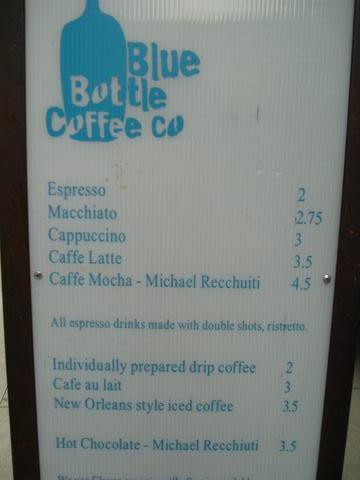 Blue
Bottle
Coffee Co
Espresso 2
Macchiato 2.75
Cappuccino 3
Caffe Latte 3.5
Caffe Mocha - Michael Recchuiti 4.5
All espresso drinks made with double shots, ristretto.
Individually prepared drip coffee 2
Cafe au lait 3
New Orleans style iced coffee 3.5
Hot Chocolate - Michael Recchiuti 3.5